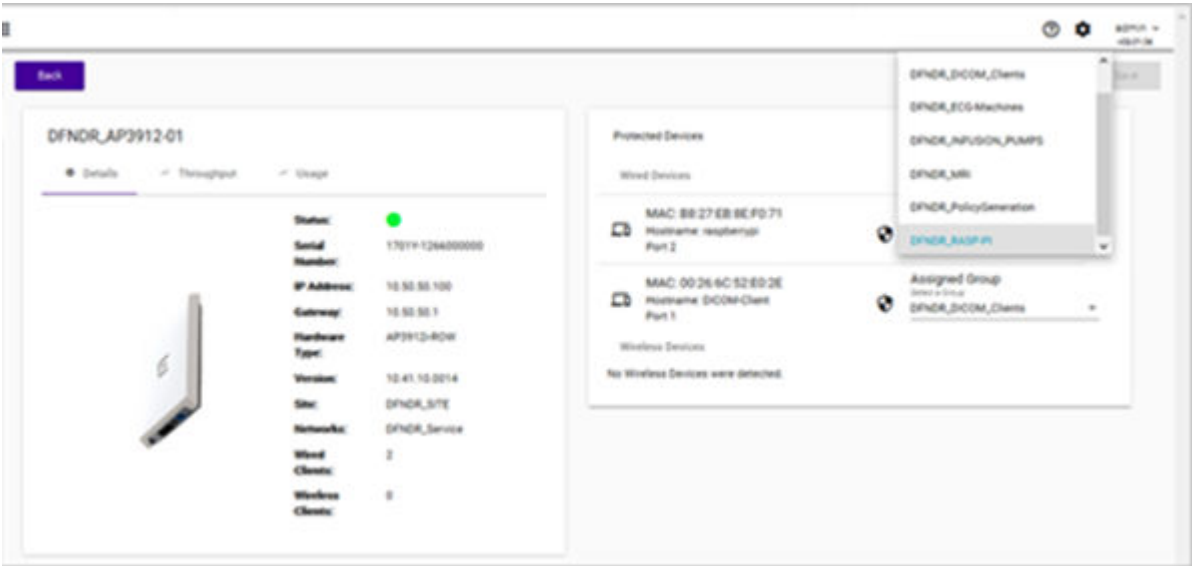 admin
Back
DFNDR_DICOM_Clients
DFNDR_ECG-Machines
DFNDR_INFUSION_PUMPS
DFNDR_MRI
DFNDR_PolicyGeneration
DFNDR_RASP-PI
DFNDR_AP3912-01
Details
Throughput
Usage
Status:
Serial Number: 1701Y-1266000000
IP Address: 10.50.50.100
Gateway: 10.50.50.1
Hardware Type: AP3912i-ROW
Version: 10.41.10.0014
Site: DFNDR_SITE
Networks: DFNDR_Service
Wired Clients: 2
Wireless Clients: 0
Protected Devices
Wired Devices
MAC: B8:27:EB:8E:F0:71
Hostname: raspberrypi
Port 2
MAC: 00:26:6C:52:E0:2E
Hostname: DICOM-Client
Port 1
Assigned Group
Select a Group
DFNDR_DICOM_Clients
Wireless Devices
No Wireless Devices were detected.